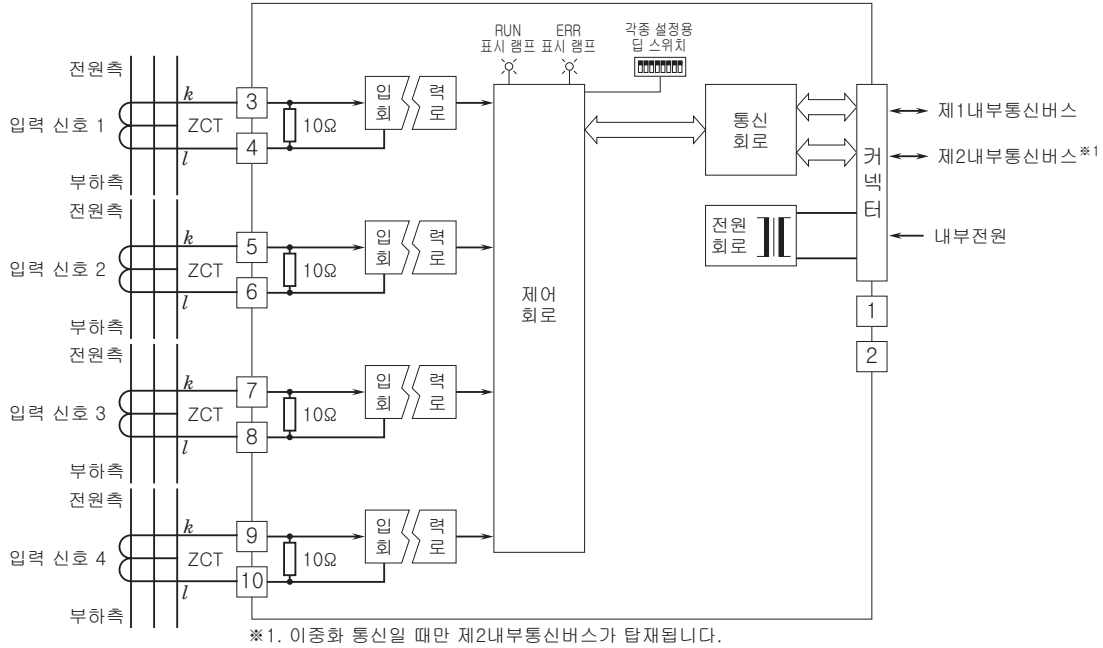 RUN
표시 램프
ERR
표시 램프
각종 설정용
딥 스위치
전원측
k
3
입력 신호 1
ZCT
10Ω
4
l
부하측
입 력
회 로
전원측
k
5
입력 신호 2
ZCT
10Ω
6
l
부하측
입 력
회 로
전원측
k
7
입력 신호 3
ZCT
10Ω
8
l
부하측
입 력
회 로
전원측
k
9
입력 신호 4
ZCT
10Ω
10
l
부하측
입 력
회 로
제어
회로
통신
회로
전원
회로
커넥터
제1내부통신버스
제2내부통신버스※1
내부전원
1
2
※1. 이중화 통신일 때만 제2내부통신버스가 탑재됩니다.